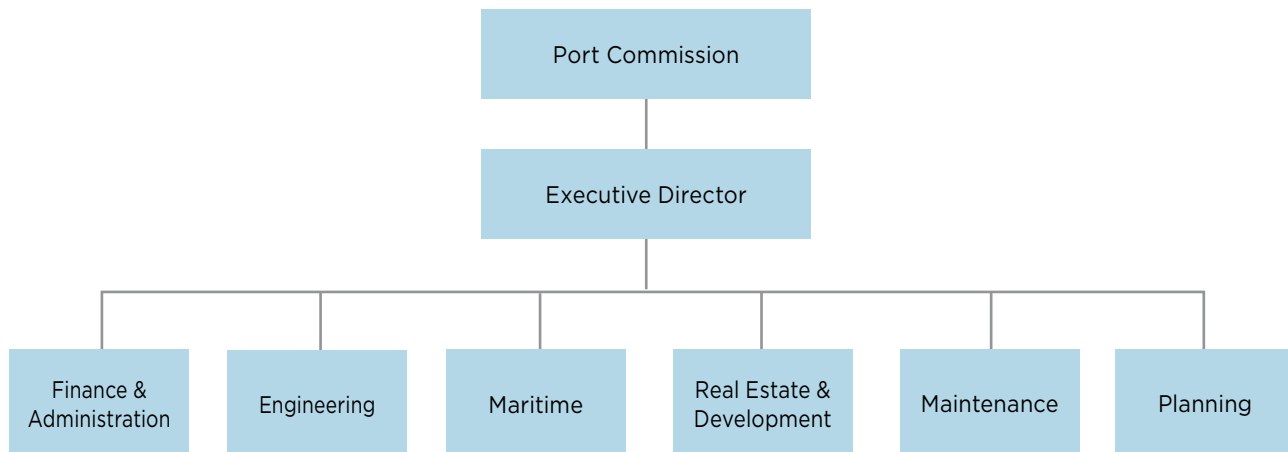 Port Commission
Executive Director
Finance &
Administration
Engineering
Maritime
Real Estate &
Development
Maintenance
Planning